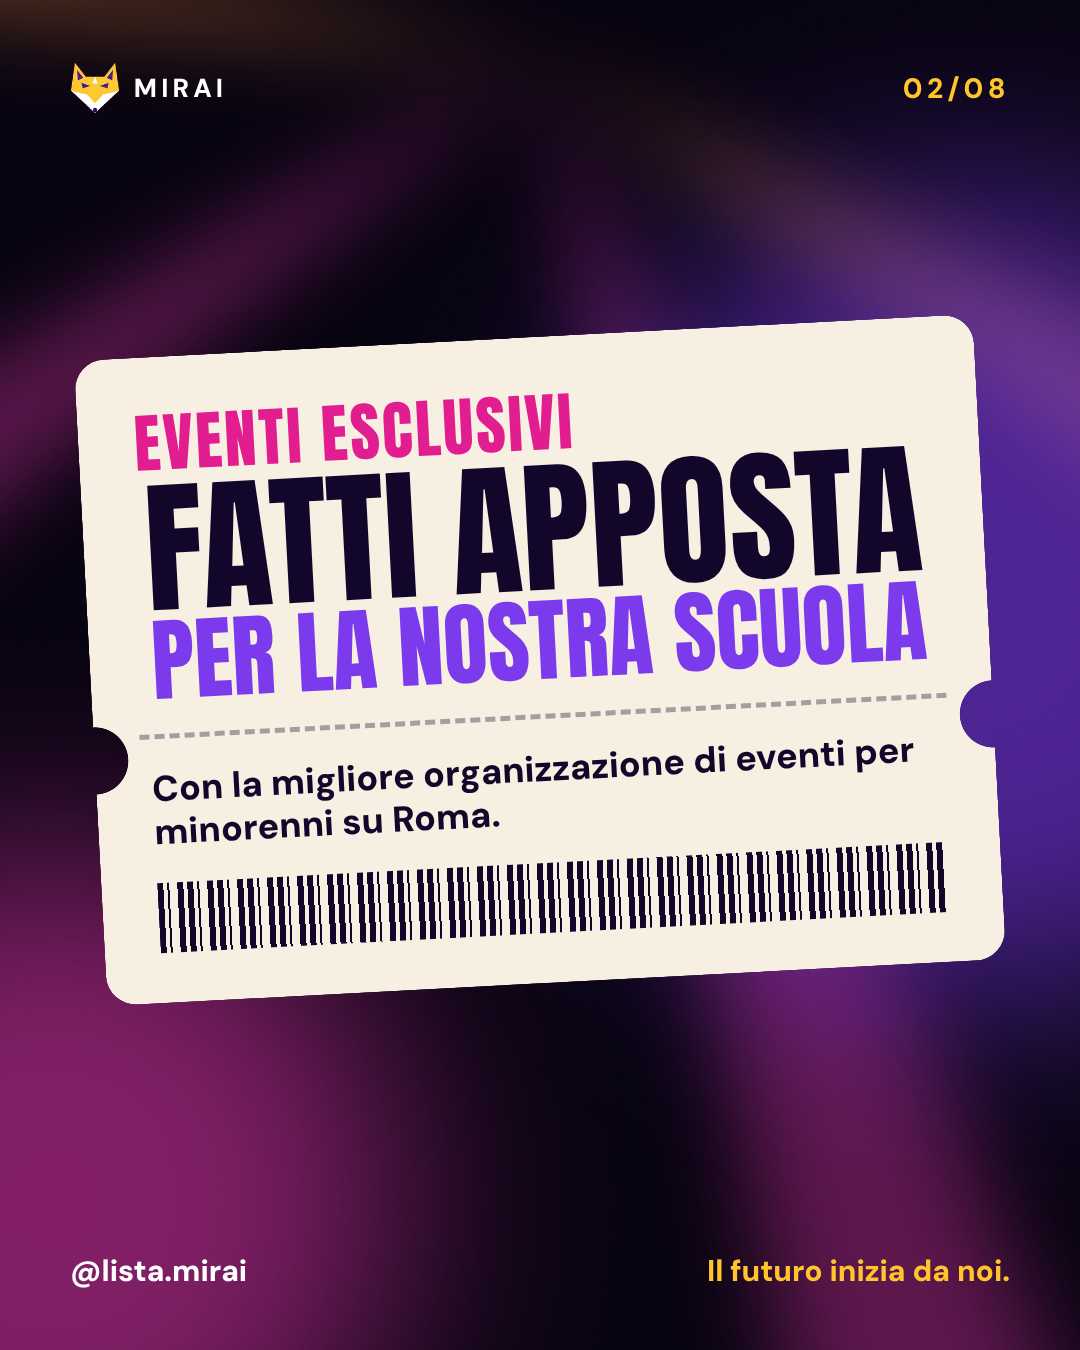 MIRAI
02/08
EVENTI ESCLUSIVI
FATTI APPOSTA
PER LA NOSTRA SCUOLA
Con la migliore organizzazione di eventi per
minorenni su Roma.
@lista.mirai
Il futuro inizia da noi.